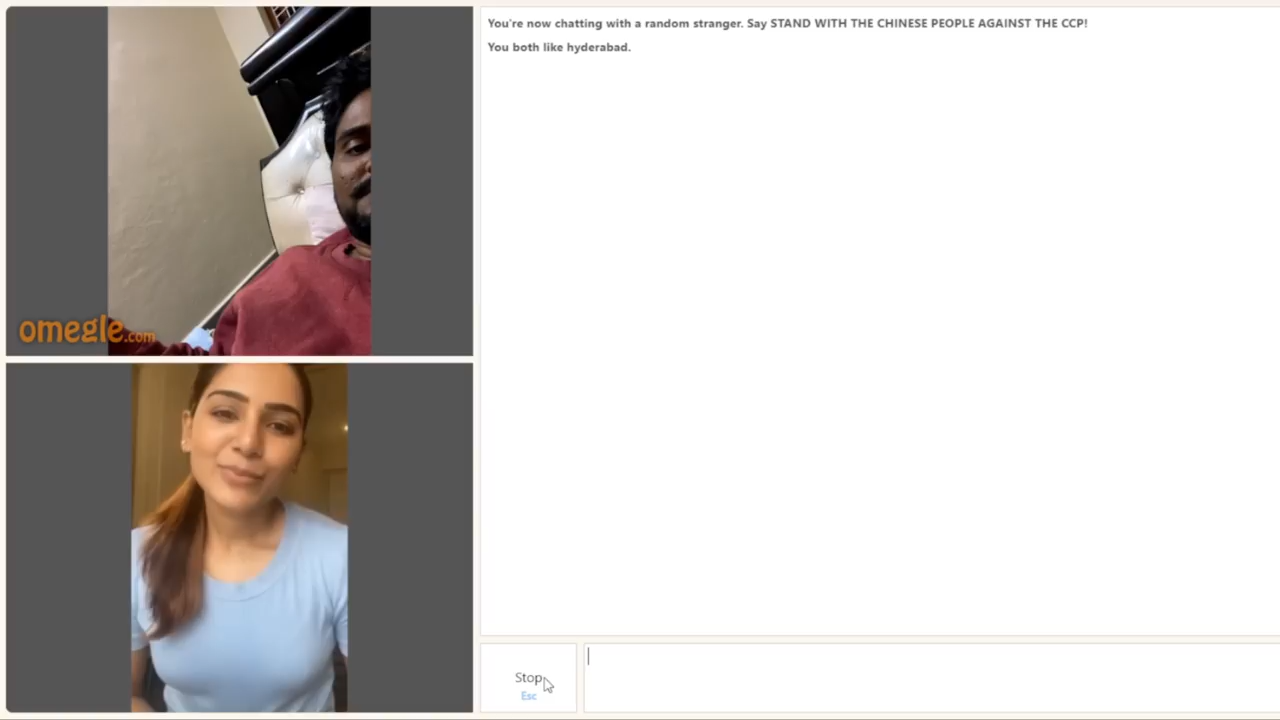 You're now chatting with a random stranger. Say STAND WITH THE CHINESE PEOPLE AGAINST THE CCP!
You both like hyderabad.
omegle.com
Stop
Esc